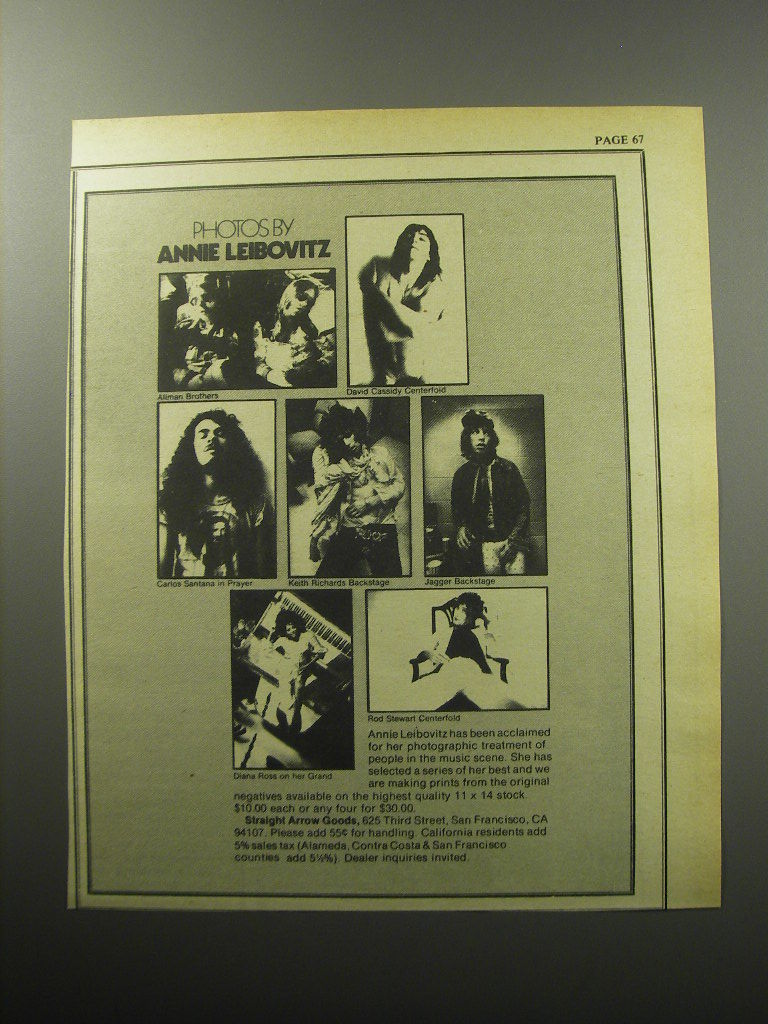 PAGE 67
PHOTOS BY
ANNIE LEIBOVITZ
Allman Brothers
David Cassidy Centerfold
Carlos Santana in Prayer
Keith Richards Backstage
Jagger Backstage
Diana Ross on her Grand
Rod Stewart Centerfold
Annie Leibovitz has been acclaimed
for her photographic treatment of
people in the music scene. She has
selected a series of her best and we
are making prints from the original
negatives available on the highest quality 11 x 14 stock.
$10.00 each or any four for $30.00.
Straight Arrow Goods, 625 Third Street, San Francisco, CA
94107. Please add 55¢ for handling. California residents add
5% sales tax (Alameda, Contra Costa & San Francisco
counties add 5½%). Dealer inquiries invited.